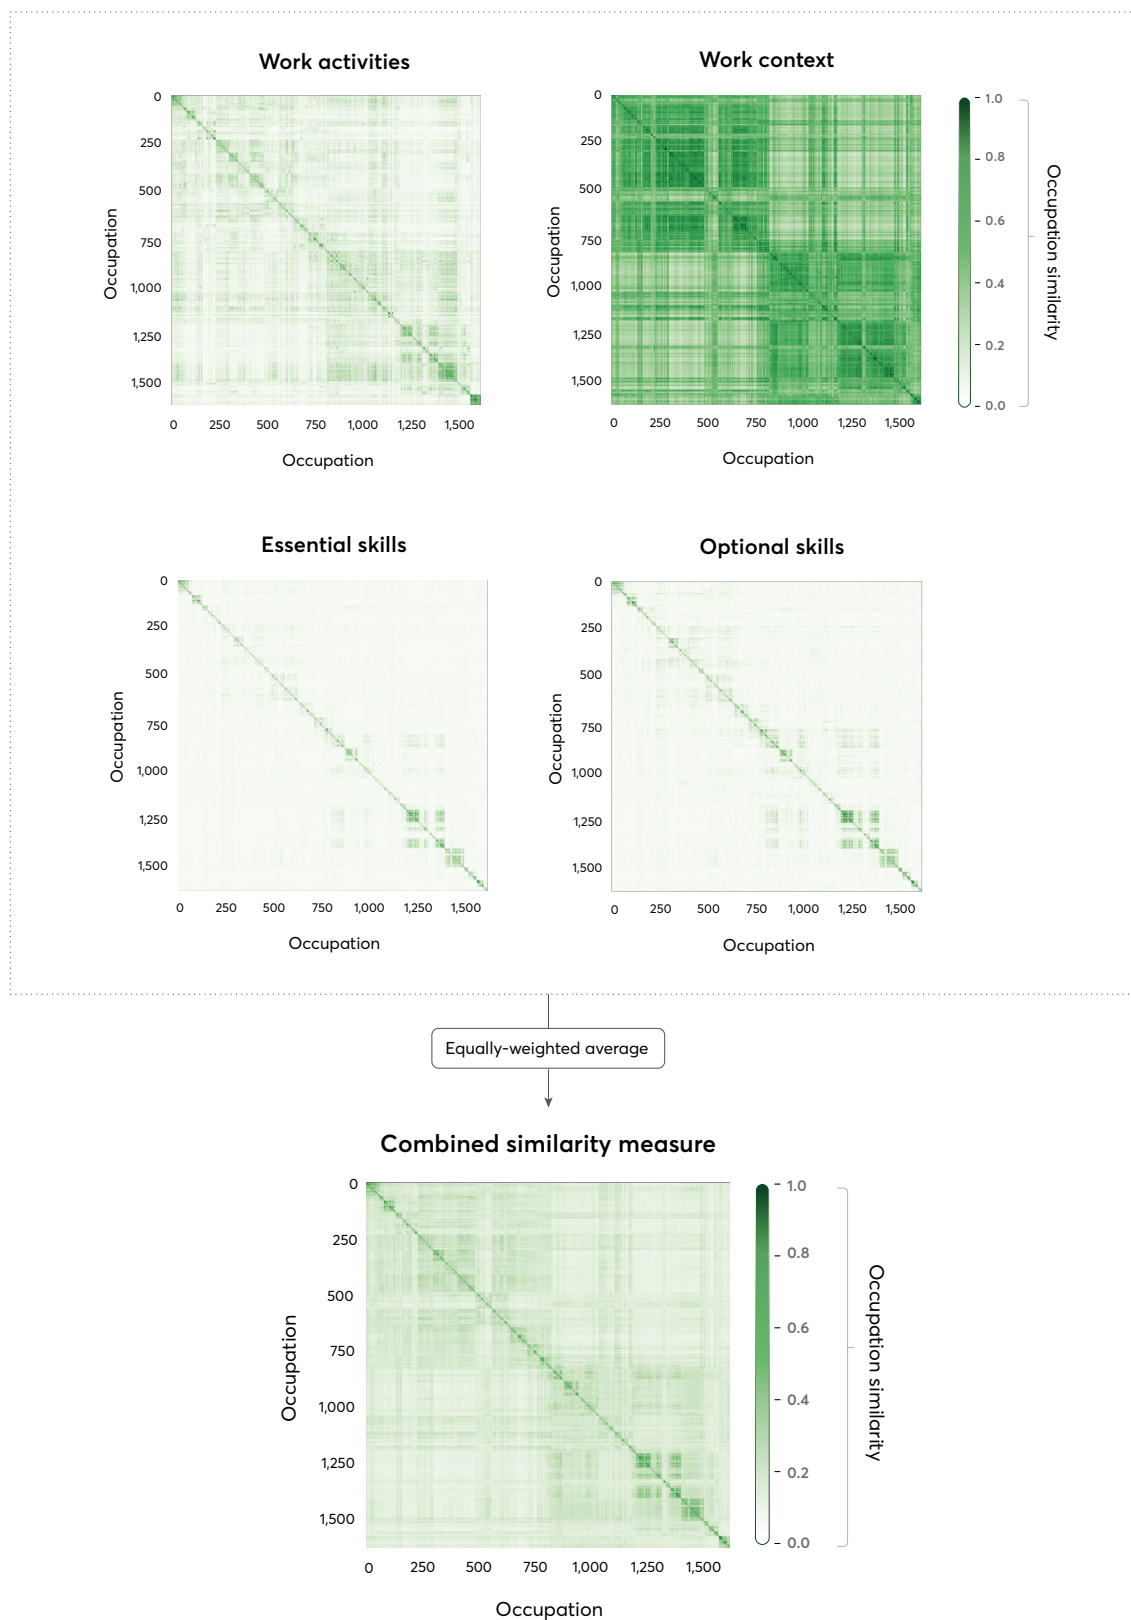 Work activities
0
250
500
750
1,000
1,250
1,500
Occupation
0 250 500 750 1,000 1,250 1,500
Occupation
Work context
0
250
500
750
1,000
1,250
1,500
Occupation
0 250 500 750 1,000 1,250 1,500
Occupation
1.0
0.8
0.6
0.4
0.2
0.0
Occupation similarity
Essential skills
0
250
500
750
1,000
1,250
1,500
Occupation
0 250 500 750 1,000 1,250 1,500
Occupation
Optional skills
0
250
500
750
1,000
1,250
1,500
Occupation
0 250 500 750 1,000 1,250 1,500
Occupation
Equally-weighted average
Combined similarity measure
0
250
500
750
1,000
1,250
1,500
Occupation
0 250 500 750 1,000 1,250 1,500
Occupation
1.0
0.8
0.6
0.4
0.2
0.0
Occupation similarity